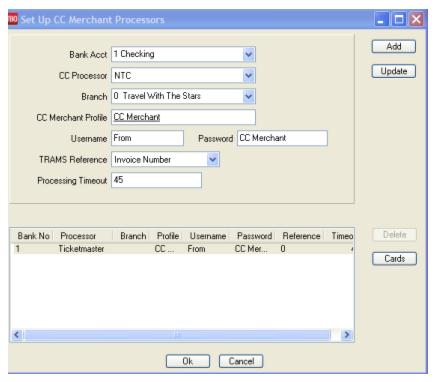 TBO Set Up CC Merchant Processors
Bank Acct 1 Checking
Add
CC Processor NTC
Update
Branch 0 Travel With The Stars
CC Merchant Profile CC Merchant
Username From Password CC Merchant
TRAMS Reference Invoice Number
Processing Timeout 45
Bank No Processor Branch Profile Username Password Reference Timeo
Delete
1 Ticketmaster CC ... From CC Mer... 0
Cards
Ok Cancel